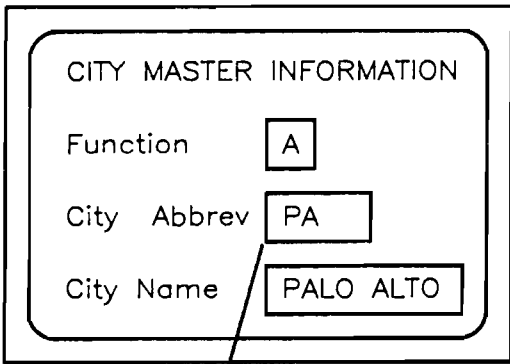 CITY MASTER INFORMATION
Function A
City Abbrev PA
City Name PALO ALTO